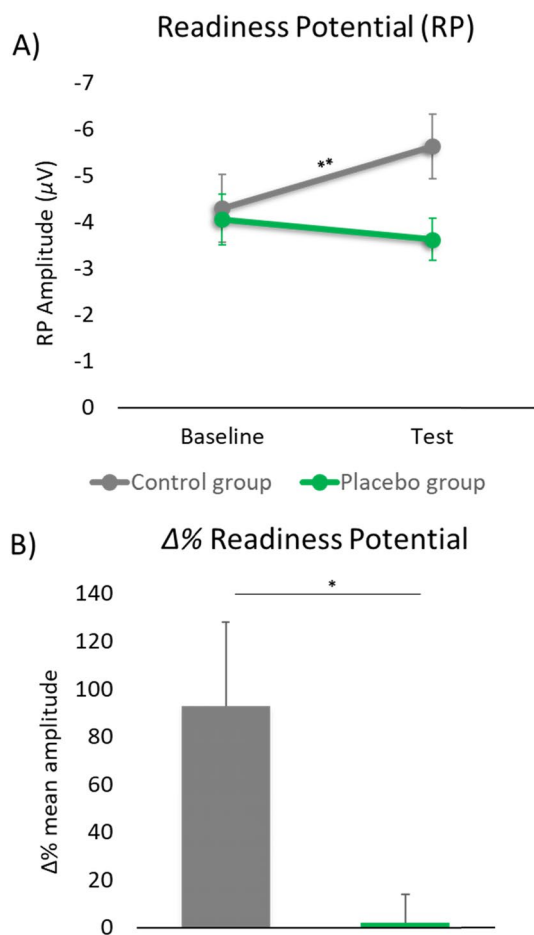 A)
Readiness Potential (RP)
RP Amplitude (µV)
-7
-6
-5
-4
-3
-2
-1
0
**
Baseline Test
Control group Placebo group
B)
Δ% Readiness Potential
Δ% mean amplitude
140
120
100
80
60
40
20
0
*